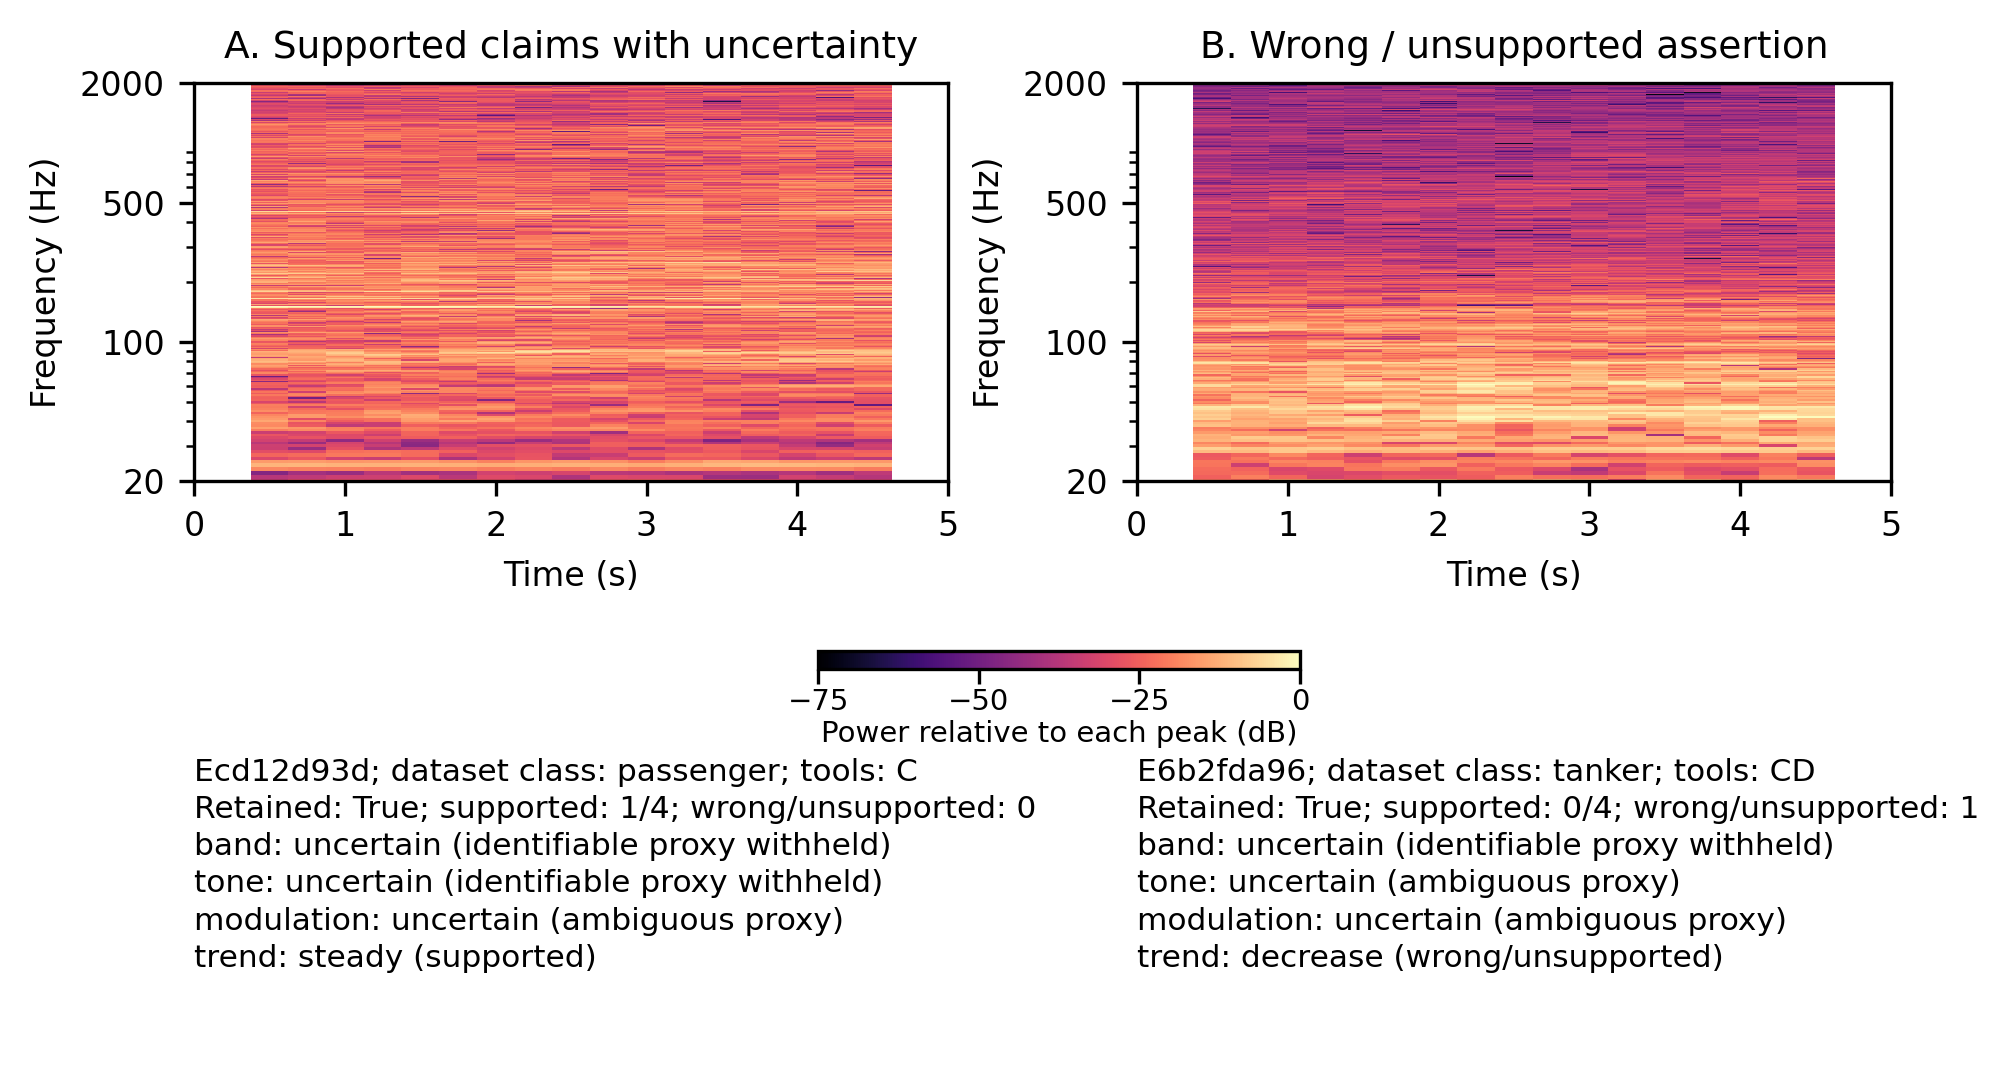 A. Supported claims with uncertainty
B. Wrong / unsupported assertion
2000
500
100
20
Frequency (Hz)
0 1 2 3 4 5
Time (s)
2000
500
100
20
Frequency (Hz)
0 1 2 3 4 5
Time (s)
−75 −50 −25 0
Power relative to each peak (dB)
Ecd12d93d; dataset class: passenger; tools: C
Retained: True; supported: 1/4; wrong/unsupported: 0
band: uncertain (identifiable proxy withheld)
tone: uncertain (identifiable proxy withheld)
modulation: uncertain (ambiguous proxy)
trend: steady (supported)
E6b2fda96; dataset class: tanker; tools: CD
Retained: True; supported: 0/4; wrong/unsupported: 1
band: uncertain (identifiable proxy withheld)
tone: uncertain (ambiguous proxy)
modulation: uncertain (ambiguous proxy)
trend: decrease (wrong/unsupported)